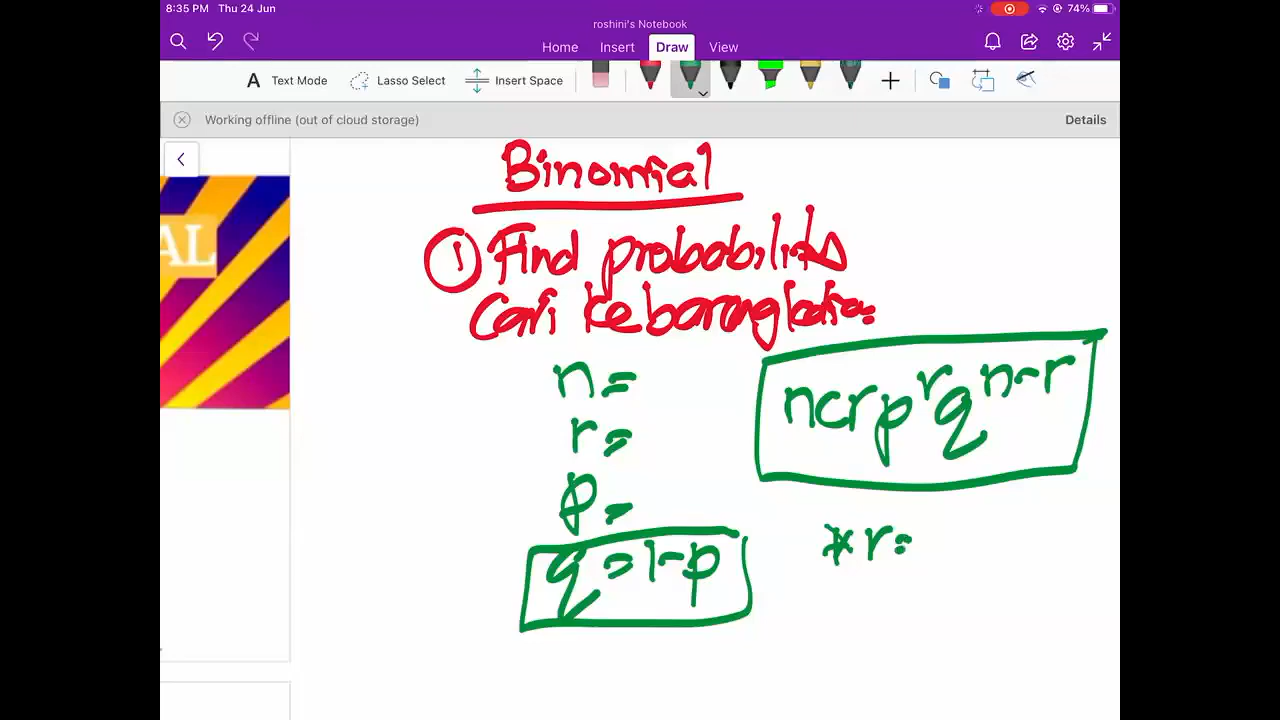 8:35 PM Thu 24 Jun
74%
roshini's Notebook
Home Insert Draw View
A Text Mode Lasso Select Insert Space
Working offline (out of cloud storage) Details
AL
Binomial
① Find probability
Cari kebarangkalian
n =
r =
p =
q = 1-p
ncr p^r q^n-r
* r =